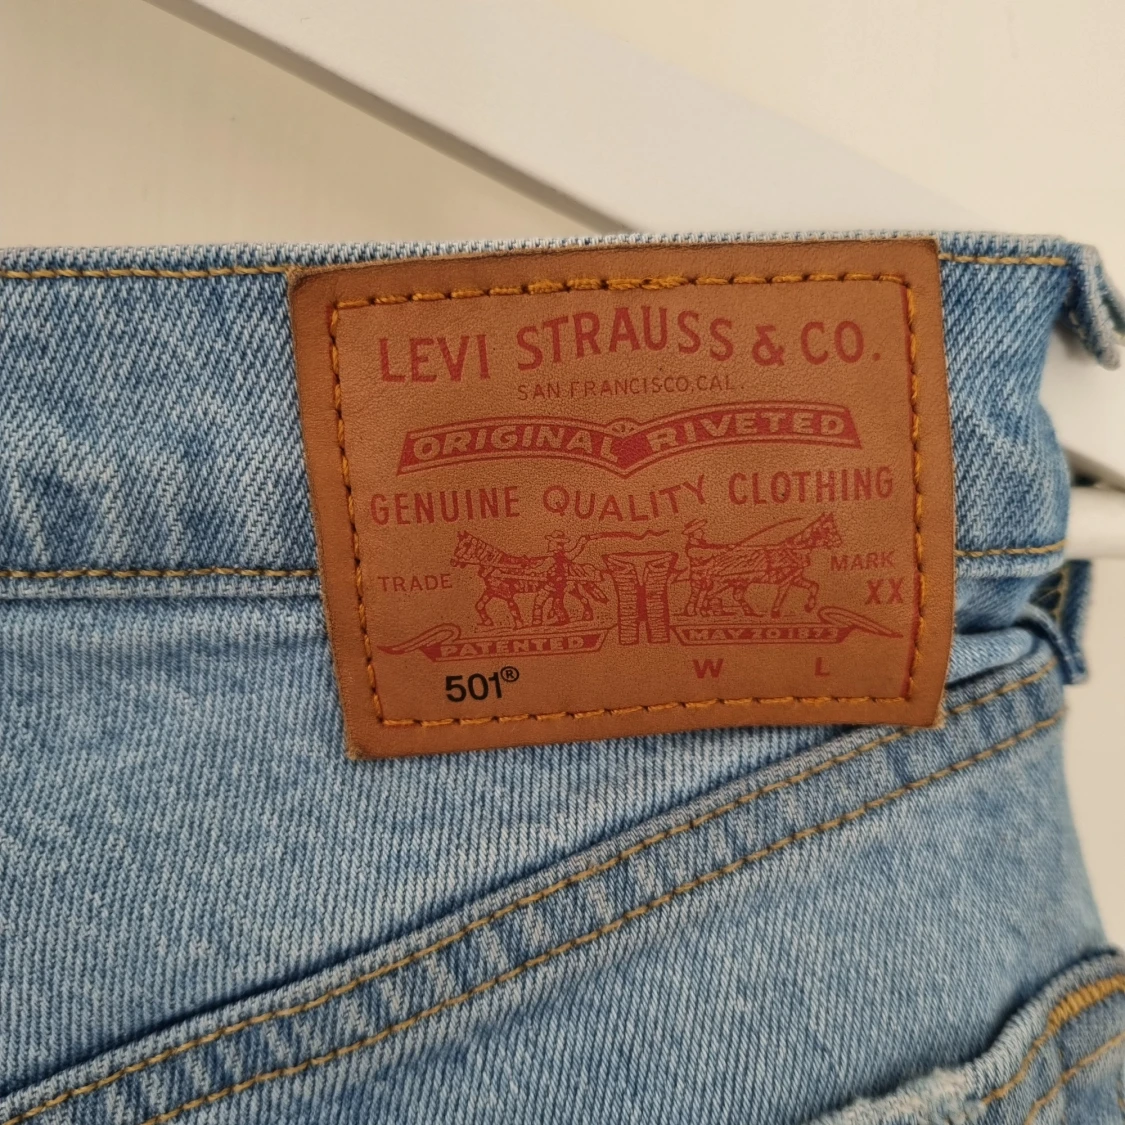 LEVI STRAUSS & CO.
SAN FRANCISCO, CAL.
ORIGINAL RIVETED
GENUINE QUALITY CLOTHING
TRADE MARK
XX
PATENTED MAY 20 1873
501® W L